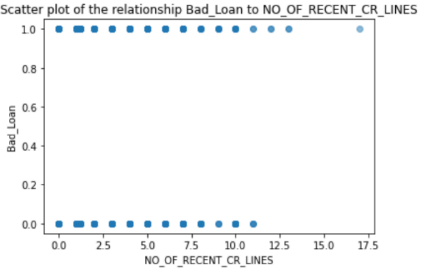 Scatter plot of the relationship Bad_Loan to NO_OF_RECENT_CR_LINES
1.0
0.8
0.6
0.4
0.2
0.0
Bad_Loan
0.0 2.5 5.0 7.5 10.0 12.5 15.0 17.5
NO_OF_RECENT_CR_LINES